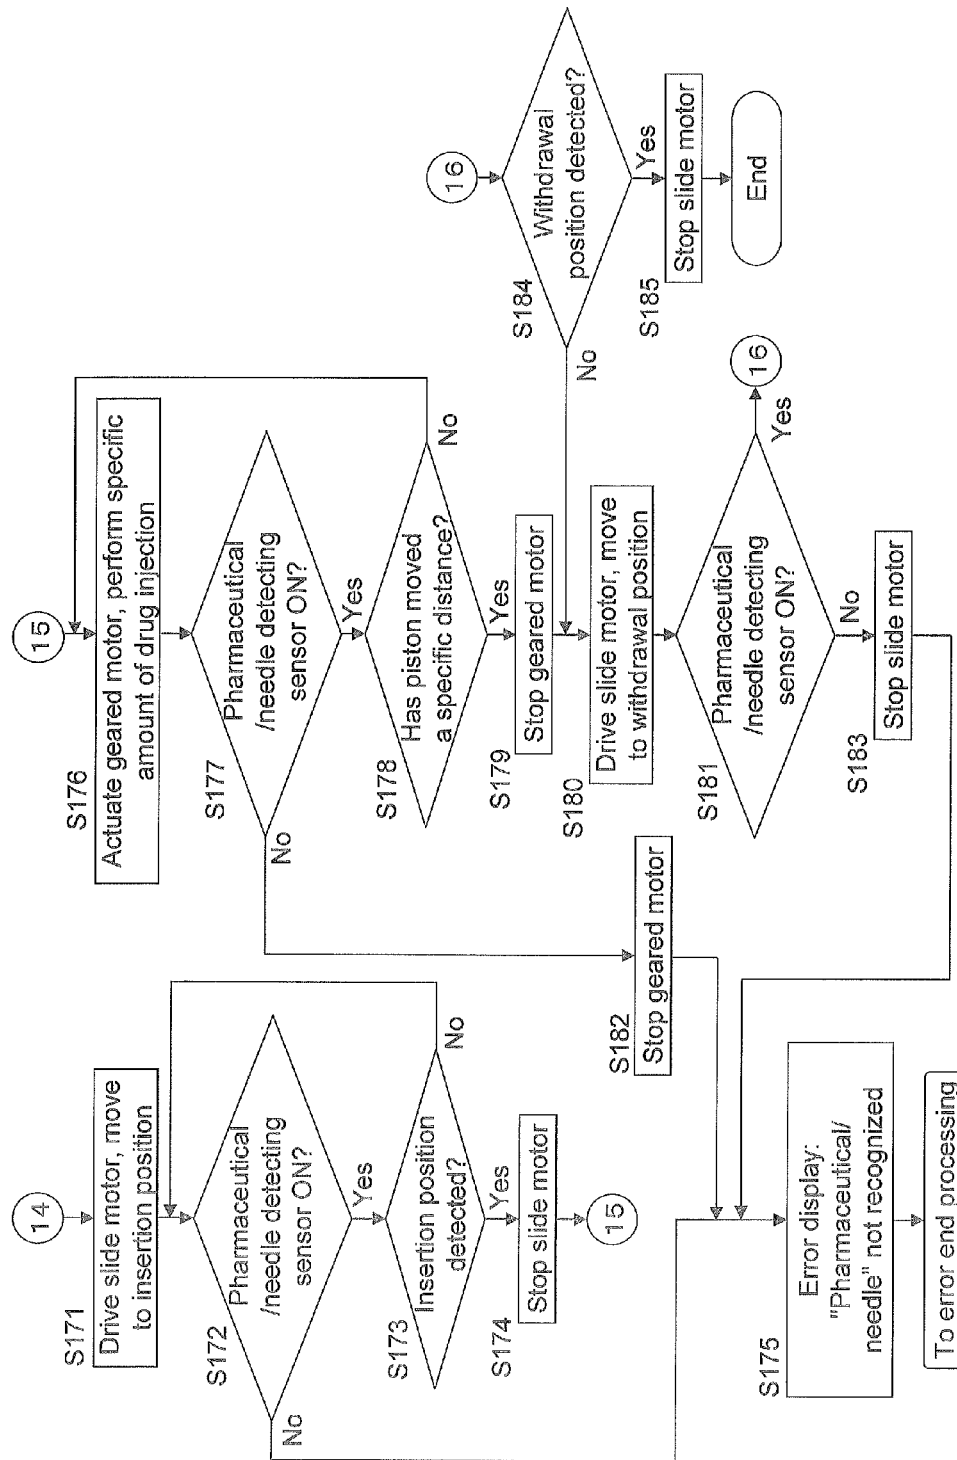 14
S171
Drive slide motor, move
to insertion position
S172
Pharmaceutical
/needle detecting
sensor ON?
No
Yes
S173
Insertion position
detected?
No
Yes
S174
Stop slide motor
15
S175
Error display:
"Pharmaceutical/
needle" not recognized
To error end processing
15
S176
Actuate geared motor, perform specific
amount of drug injection
S177
Pharmaceutical
/needle detecting
sensor ON?
No
Yes
S178
Has piston moved
a specific distance?
No
Yes
S179
Stop geared motor
S180
Drive slide motor, move
to withdrawal position
S181
Pharmaceutical
/needle detecting
sensor ON?
Yes
16
No
S182
Stop geared motor
S183
Stop slide motor
16
S184
Withdrawal
position detected?
No
Yes
S185
Stop slide motor
End